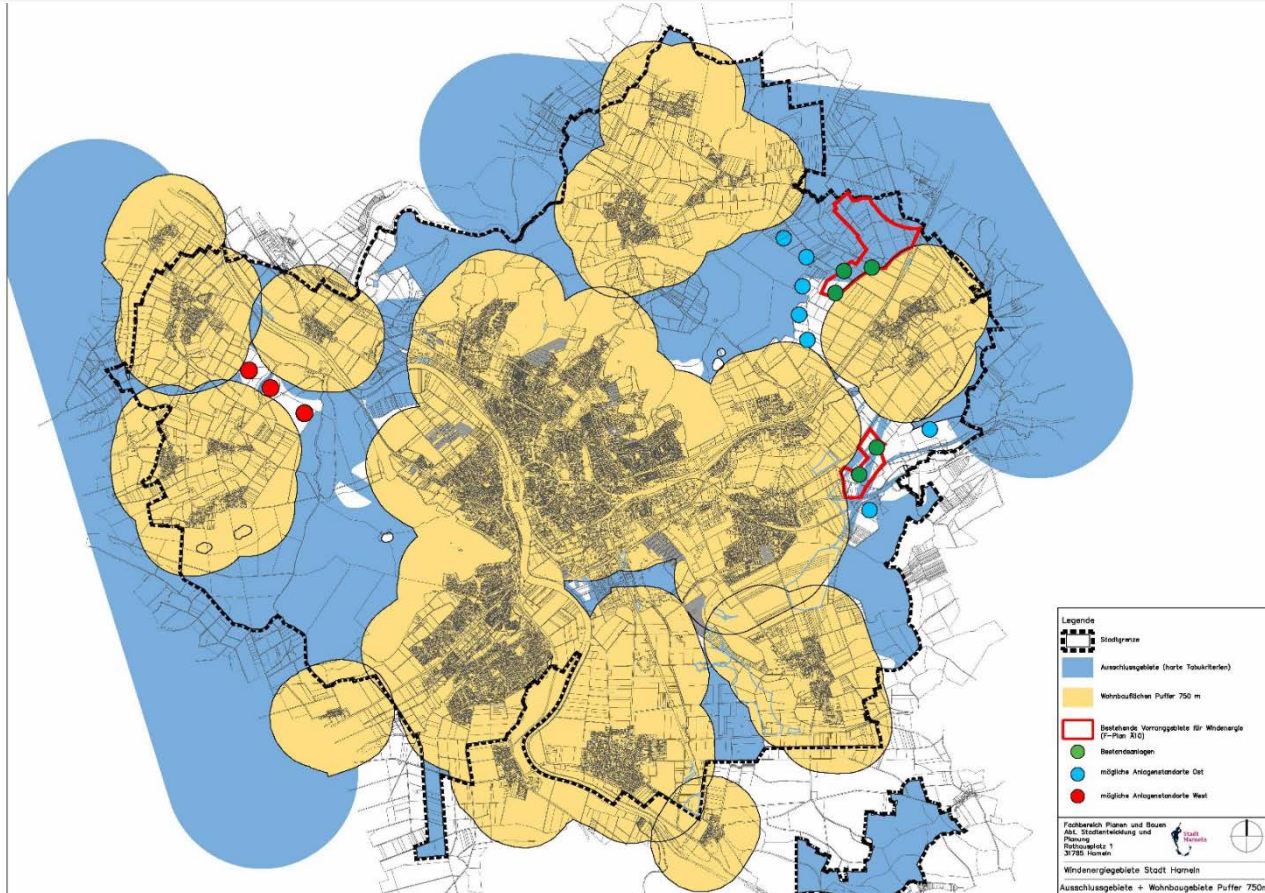 Legende
Stadtgrenze
Ausschlussgebiete (harte Tabukriterien)
Wohnbauflächen Puffer 750 m
Bestehende Vorranggebiete für Windenergie
(F-Plan Ä10)
Bestandsanlagen
mögliche Anlagenstandorte Ost
mögliche Anlagenstandorte West
Fachbereich Planen und Bauen
Abt. Stadtentwicklung und
Planung
Rathausplatz 1
31785 Hameln
Stadt
Hameln
Windenergiegebiete Stadt Hameln
Ausschlussgebiete + Wohnbaugebiete Puffer 750m